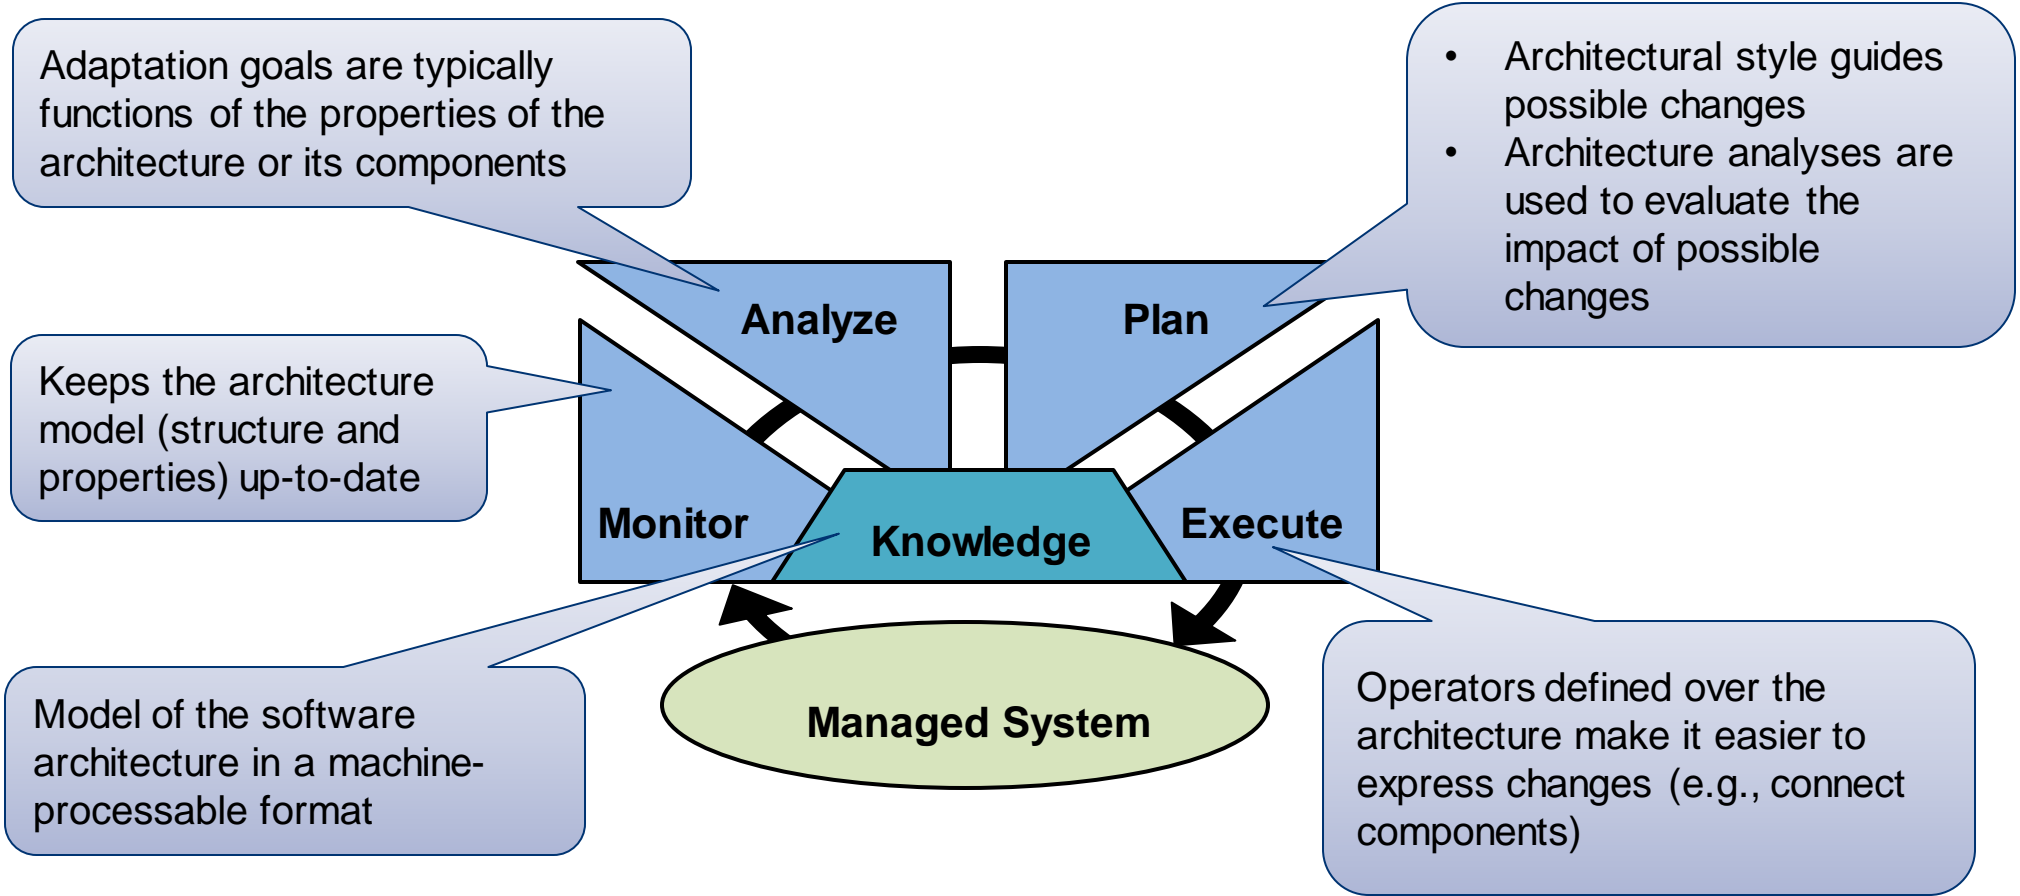 Adaptation goals are typically
functions of the properties of the
architecture or its components
• Architectural style guides
possible changes
• Architecture analyses are
used to evaluate the
impact of possible
changes
Analyze
Plan
Keeps the architecture
model (structure and
properties) up-to-date
Monitor
Knowledge
Execute
Model of the software
architecture in a machine-
processable format
Managed System
Operators defined over the
architecture make it easier to
express changes (e.g., connect
components)